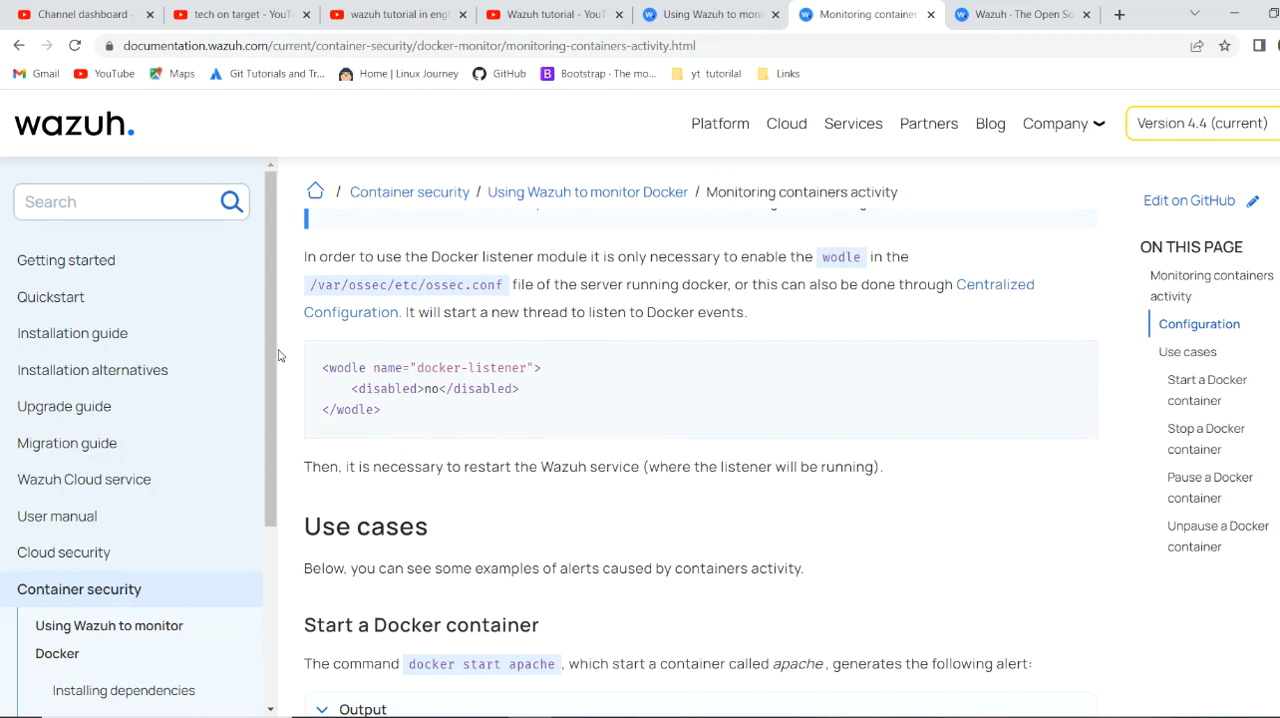 Channel dashboard -
tech on target - YouTu
wazuh tutorial in engl
Wazuh tutorial - YouT
Using Wazuh to moni
Monitoring container
Wazuh · The Open So
documentation.wazuh.com/current/container-security/docker-monitor/monitoring-containers-activity.html
Gmail
YouTube
Maps
Git Tutorials and Tr...
Home | Linux Journey
GitHub
Bootstrap · The mo...
yt tutorilal
Links
wazuh.
Platform
Cloud
Services
Partners
Blog
Company
Version 4.4 (current)
Search
Getting started
Quickstart
Installation guide
Installation alternatives
Upgrade guide
Migration guide
Wazuh Cloud service
User manual
Cloud security
Container security
Using Wazuh to monitor
Docker
Installing dependencies
/ Container security / Using Wazuh to monitor Docker / Monitoring containers activity
In order to use the Docker listener module it is only necessary to enable the wodle in the
/var/ossec/etc/ossec.conf file of the server running docker, or this can also be done through Centralized
Configuration. It will start a new thread to listen to Docker events.
<wodle name="docker-listener">
<disabled>no</disabled>
</wodle>
Then, it is necessary to restart the Wazuh service (where the listener will be running).
Use cases
Below, you can see some examples of alerts caused by containers activity.
Start a Docker container
The command docker start apache , which start a container called apache , generates the following alert:
Output
Edit on GitHub
ON THIS PAGE
Monitoring containers
activity
Configuration
Use cases
Start a Docker
container
Stop a Docker
container
Pause a Docker
container
Unpause a Docker
container